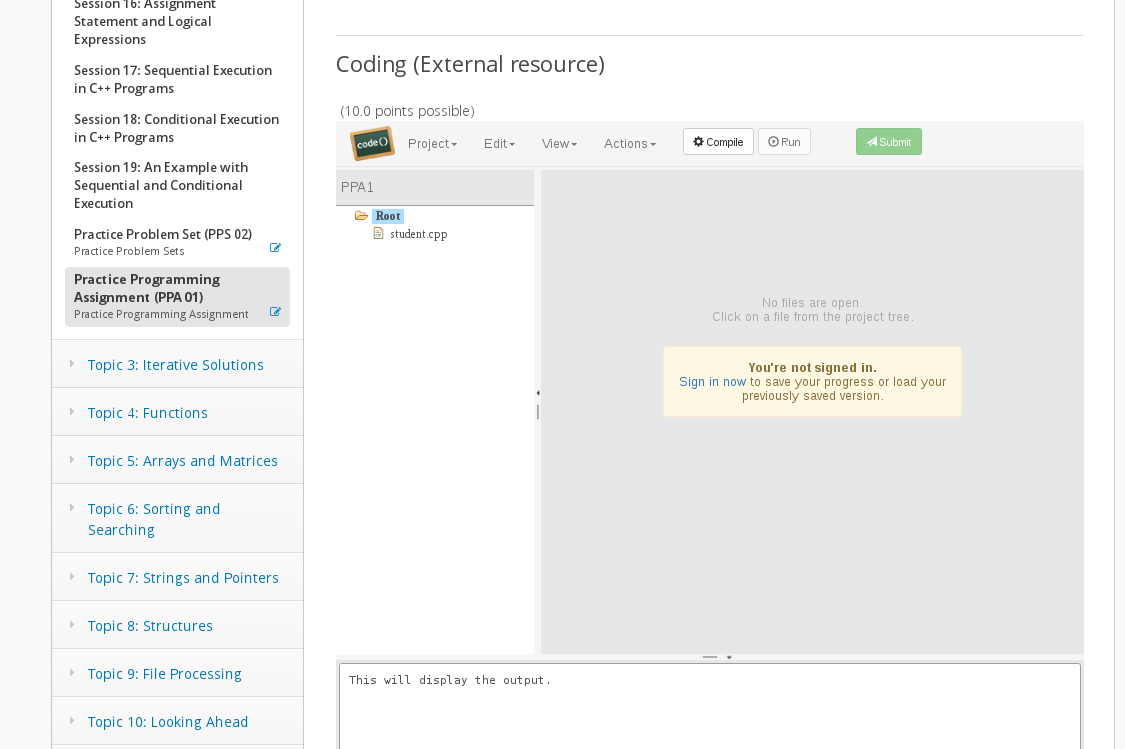 Session 16: Assignment
Statement and Logical
Expressions
Session 17: Sequential Execution
in C++ Programs
Session 18: Conditional Execution
in C++ Programs
Session 19: An Example with
Sequential and Conditional
Execution
Practice Problem Set (PPS 02)
Practice Problem Sets
Practice Programming
Assignment (PPA 01)
Practice Programming Assignment
Topic 3: Iterative Solutions
Topic 4: Functions
Topic 5: Arrays and Matrices
Topic 6: Sorting and
Searching
Topic 7: Strings and Pointers
Topic 8: Structures
Topic 9: File Processing
Topic 10: Looking Ahead
Coding (External resource)
(10.0 points possible)
code() Project Edit View Actions Compile Run Submit
PPA1
Root
student.cpp
No files are open.
Click on a file from the project tree.
You're not signed in.
Sign in now to save your progress or load your
previously saved version.
This will display the output.